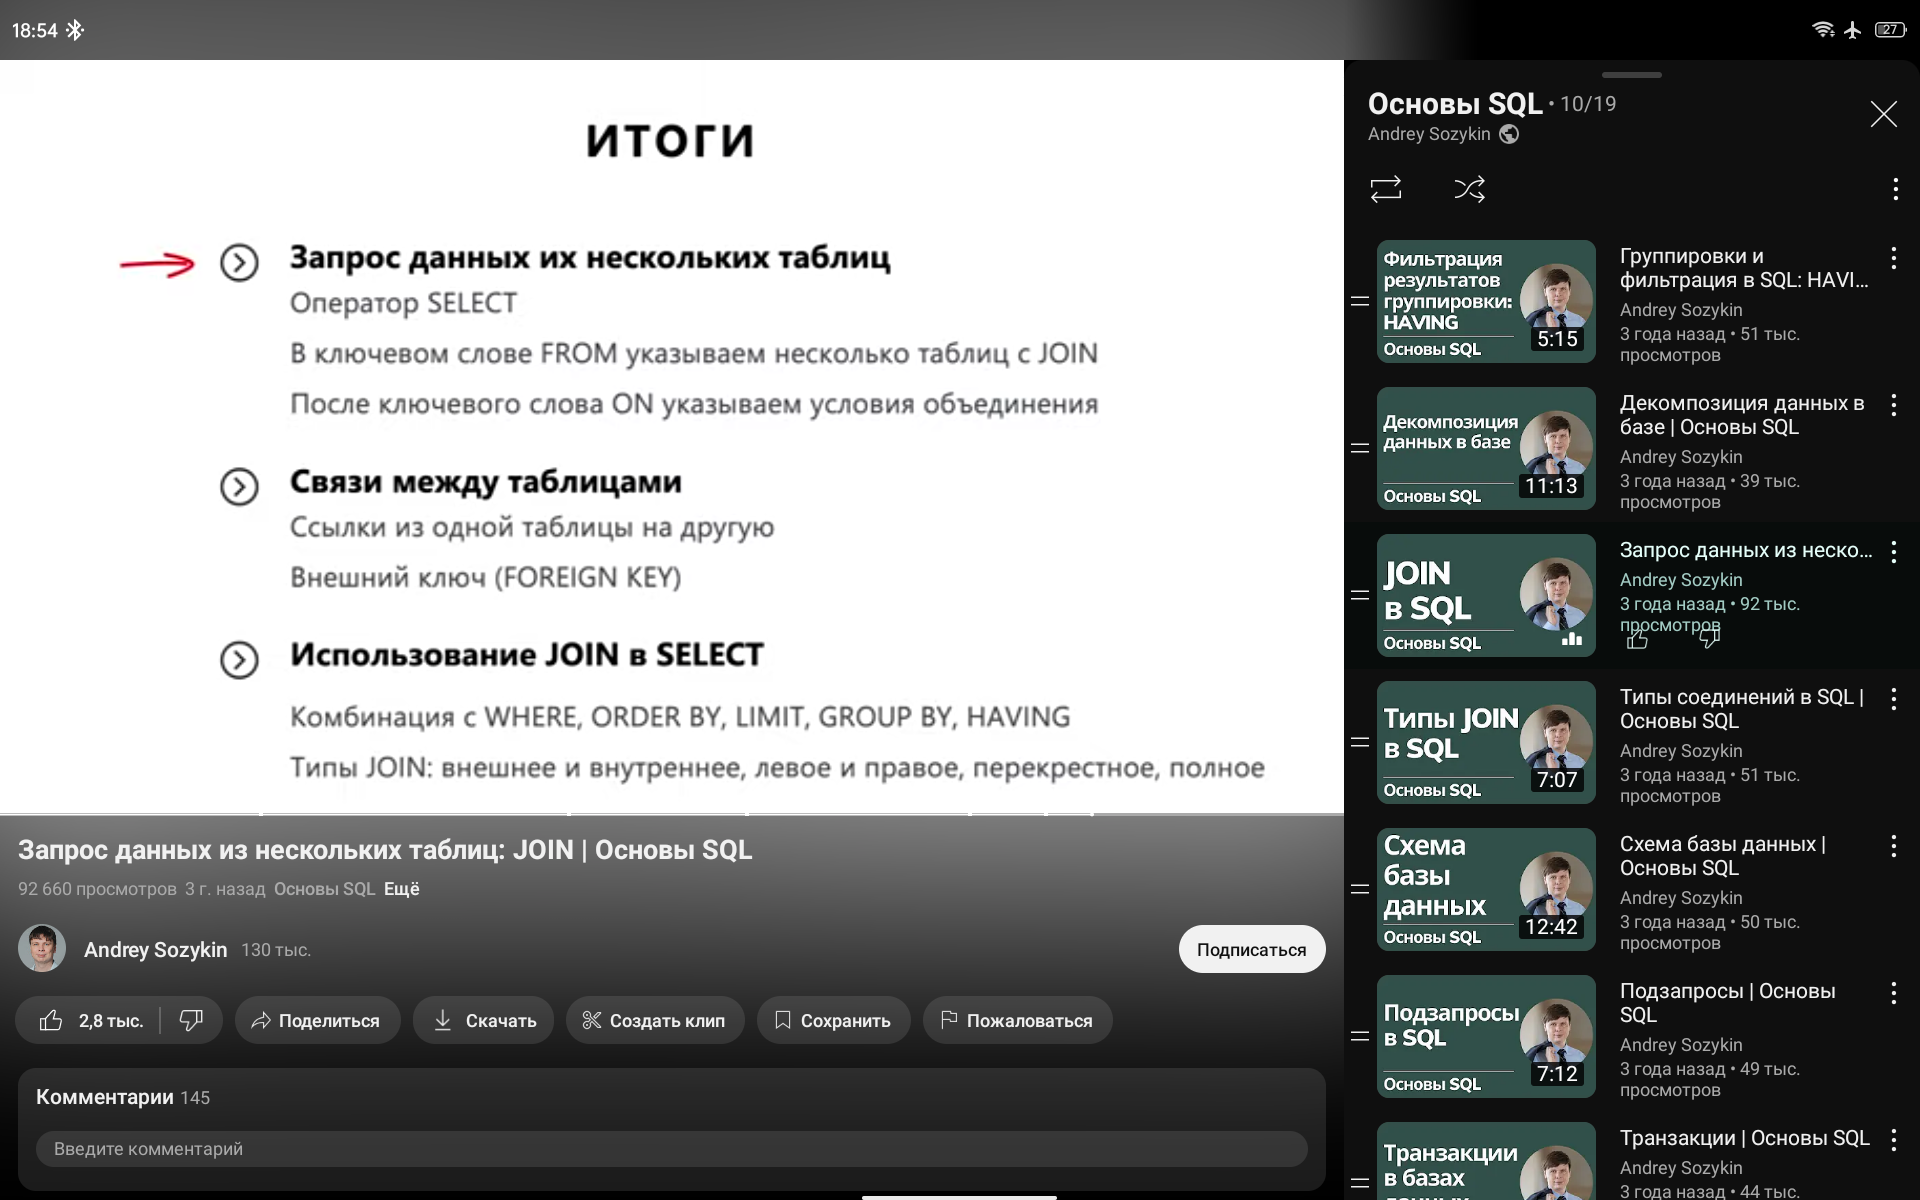 18:54
27
ИТОГИ
Запрос данных их нескольких таблиц
Оператор SELECT
В ключевом слове FROM указываем несколько таблиц с JOIN
После ключевого слова ON указываем условия объединения
Связи между таблицами
Ссылки из одной таблицы на другую
Внешний ключ (FOREIGN KEY)
Использование JOIN в SELECT
Комбинация с WHERE, ORDER BY, LIMIT, GROUP BY, HAVING
Типы JOIN: внешнее и внутреннее, левое и правое, перекрестное, полное
Запрос данных из нескольких таблиц: JOIN | Основы SQL
92 660 просмотров 3 г. назад Основы SQL Ещё
Andrey Sozykin 130 тыс.
Подписаться
2,8 тыс.
Поделиться
Скачать
Создать клип
Сохранить
Пожаловаться
Комментарии 145
Введите комментарий
Основы SQL • 10/19
Andrey Sozykin
Фильтрация
результатов
группировки:
HAVING
5:15
Основы SQL
Группировки и
фильтрация в SQL: HAVI...
Andrey Sozykin
3 года назад • 51 тыс.
просмотров
Декомпозиция
данных в базе
11:13
Основы SQL
Декомпозиция данных в
базе | Основы SQL
Andrey Sozykin
3 года назад • 39 тыс.
просмотров
JOIN
в SQL
Основы SQL
Запрос данных из неско...
Andrey Sozykin
3 года назад • 92 тыс.
просмотров
Типы JOIN
в SQL
7:07
Основы SQL
Типы соединений в SQL |
Основы SQL
Andrey Sozykin
3 года назад • 51 тыс.
просмотров
Схема
базы
данных
12:42
Основы SQL
Схема базы данных |
Основы SQL
Andrey Sozykin
3 года назад • 50 тыс.
просмотров
Подзапросы
в SQL
7:12
Основы SQL
Подзапросы | Основы
SQL
Andrey Sozykin
3 года назад • 49 тыс.
просмотров
Транзакции
в базах
Транзакции | Основы SQL
Andrey Sozykin
3 года назад • 44 тыс.